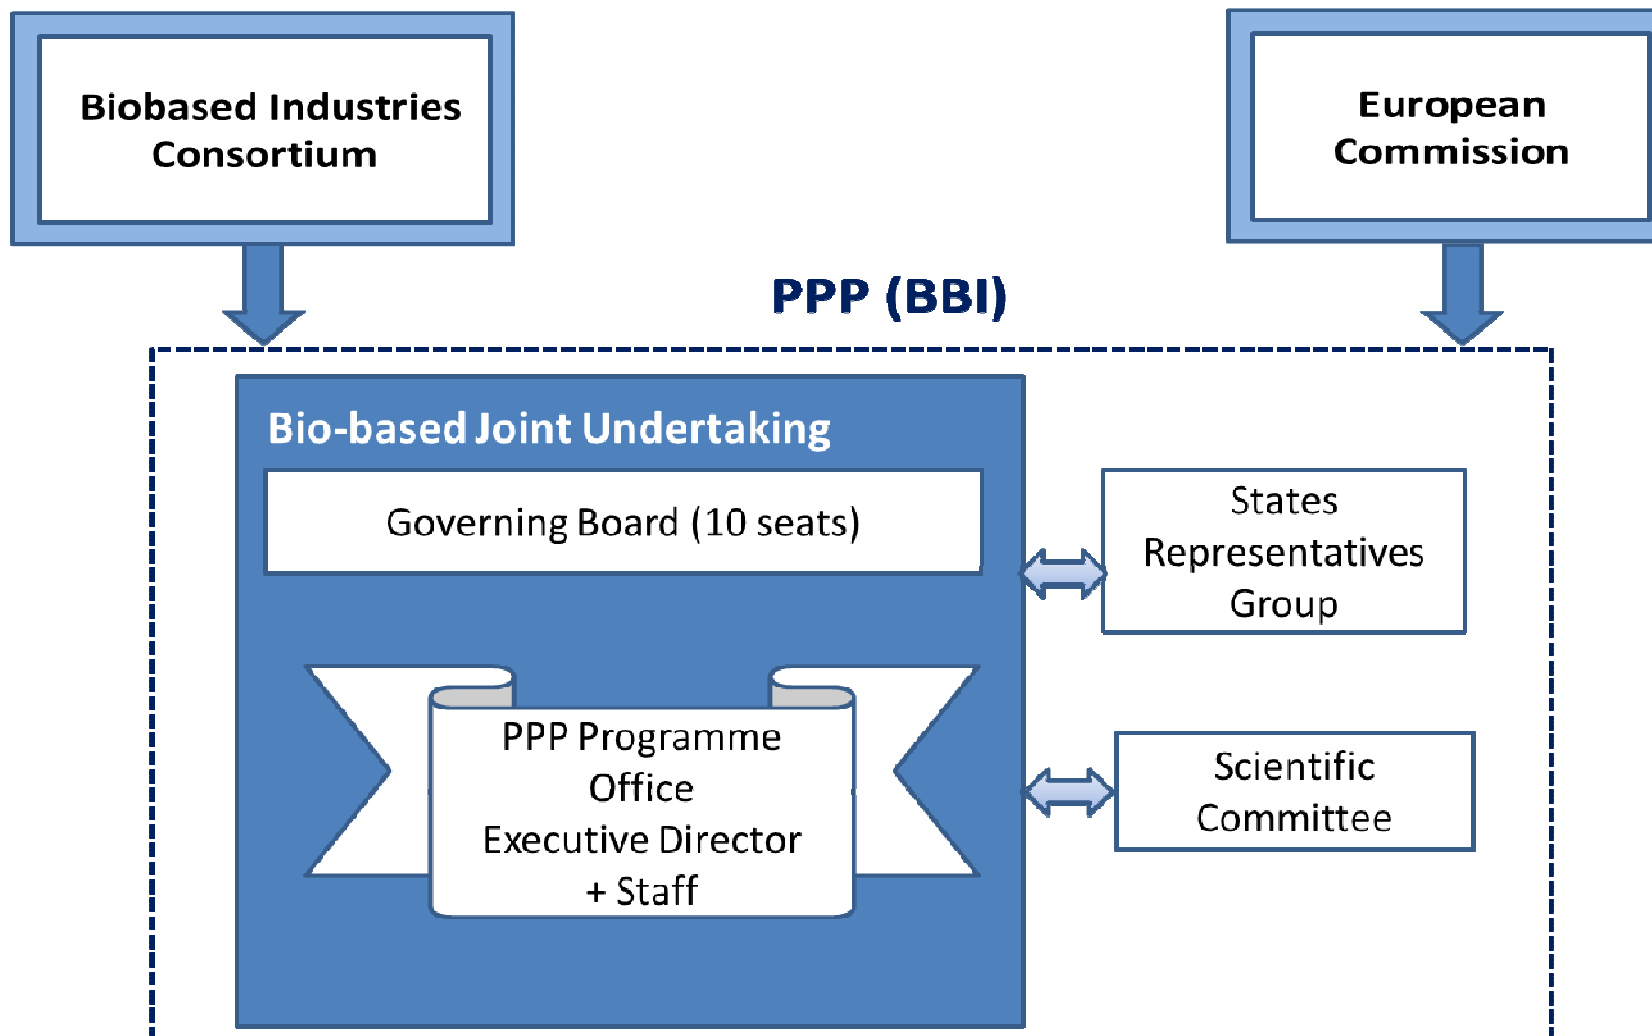 Biobased Industries
Consortium
European
Commission
PPP (BBI)
Bio-based Joint Undertaking
Governing Board (10 seats)
States
Representatives
Group
PPP Programme
Office
Executive Director
+ Staff
Scientific
Committee